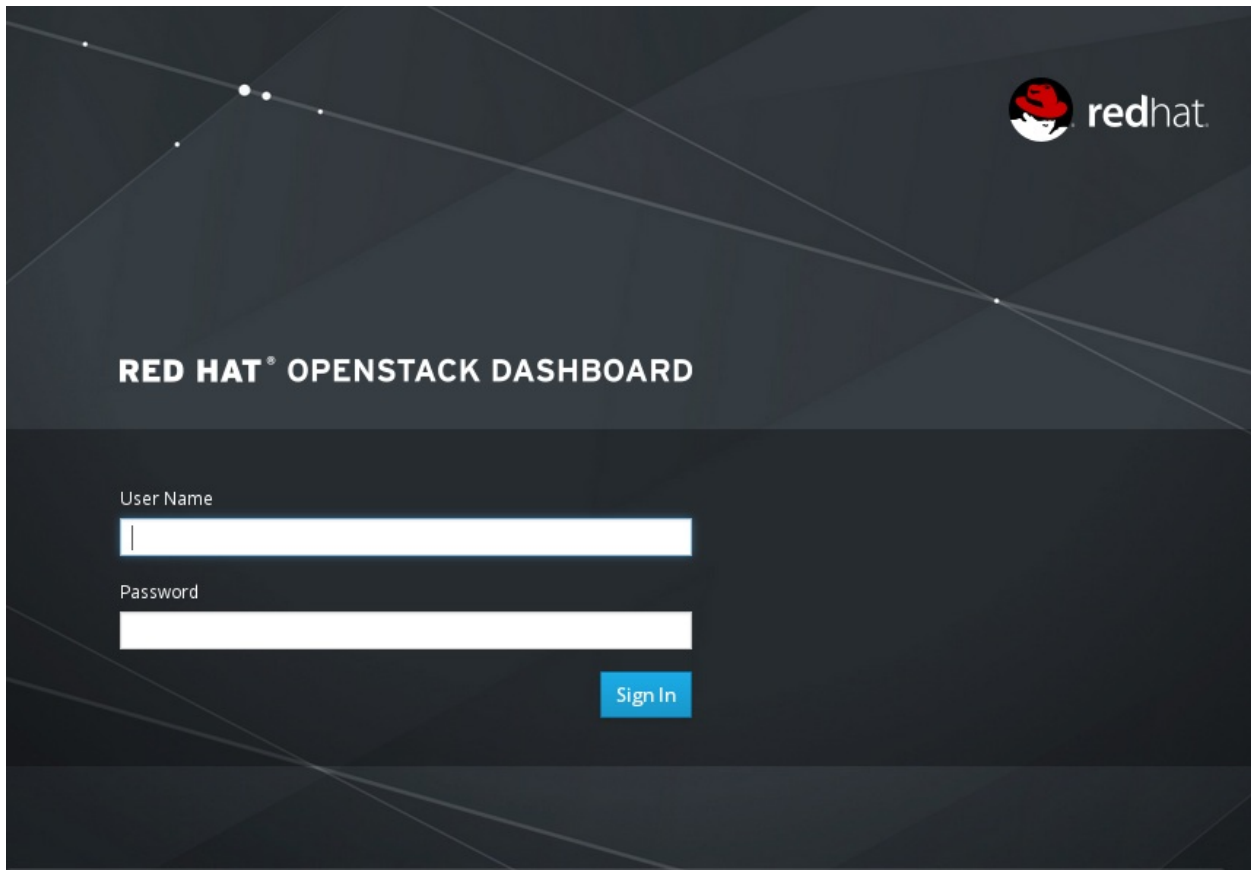 redhat.
RED HAT® OPENSTACK DASHBOARD
User Name
Password
Sign In